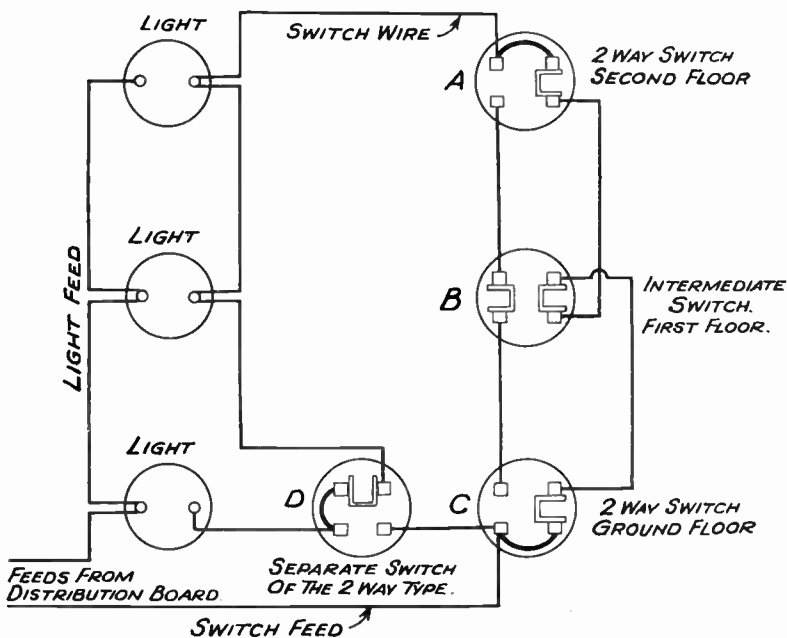 LIGHT
SWITCH WIRE
A
2 WAY SWITCH
SECOND FLOOR
LIGHT
LIGHT FEED
B
INTERMEDIATE
SWITCH.
FIRST FLOOR.
LIGHT
D
C
2 WAY SWITCH
GROUND FLOOR
FEEDS FROM
DISTRIBUTION BOARD.
SEPARATE SWITCH
OF THE 2 WAY TYPE.
SWITCH FEED